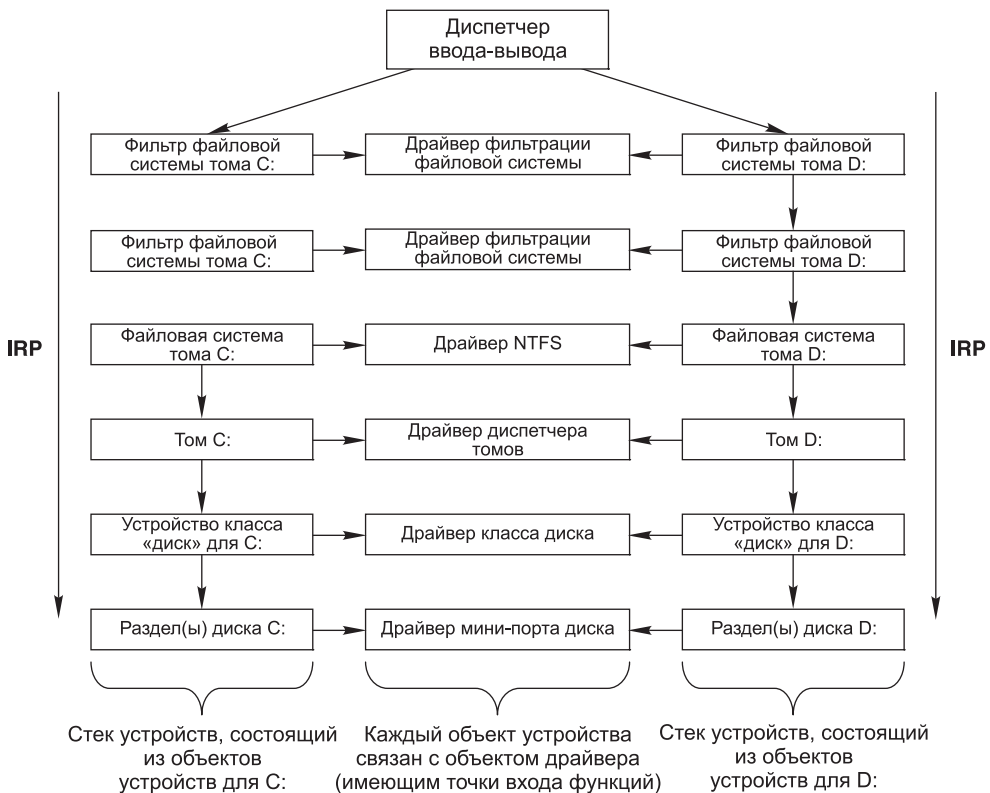 Диспетчер
ввода-вывода
Фильтр файловой
системы тома C:
Драйвер фильтрации
файловой системы
Фильтр файловой
системы тома D:
Фильтр файловой
системы тома C:
Драйвер фильтрации
файловой системы
Фильтр файловой
системы тома D:
IRP
Файловая система
тома C:
Драйвер NTFS
Файловая система
тома D:
IRP
Том C:
Драйвер диспетчера
томов
Том D:
Устройство класса
«диск» для C:
Драйвер класса диска
Устройство класса
«диск» для D:
Раздел(ы) диска C:
Драйвер мини-порта диска
Раздел(ы) диска D:
Стек устройств, состоящий
из объектов
устройств для C:
Каждый объект устройства
связан с объектом драйвера
(имеющим точки входа функций)
Стек устройств, состоящий
из объектов
устройств для D: